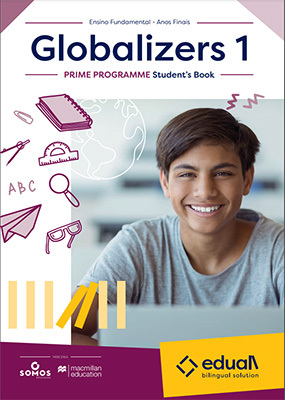 Ensino Fundamental - Anos Finais
Globalizers 1
PRIME PROGRAMME Student's Book
ABC
SOMOS
macmillan
education
eduall
bilingual solution